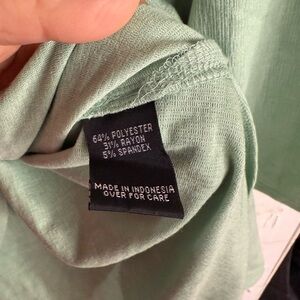 64% POLYESTER
31% RAYON
5% SPANDEX
MADE IN INDONESIA
OVER FOR CARE